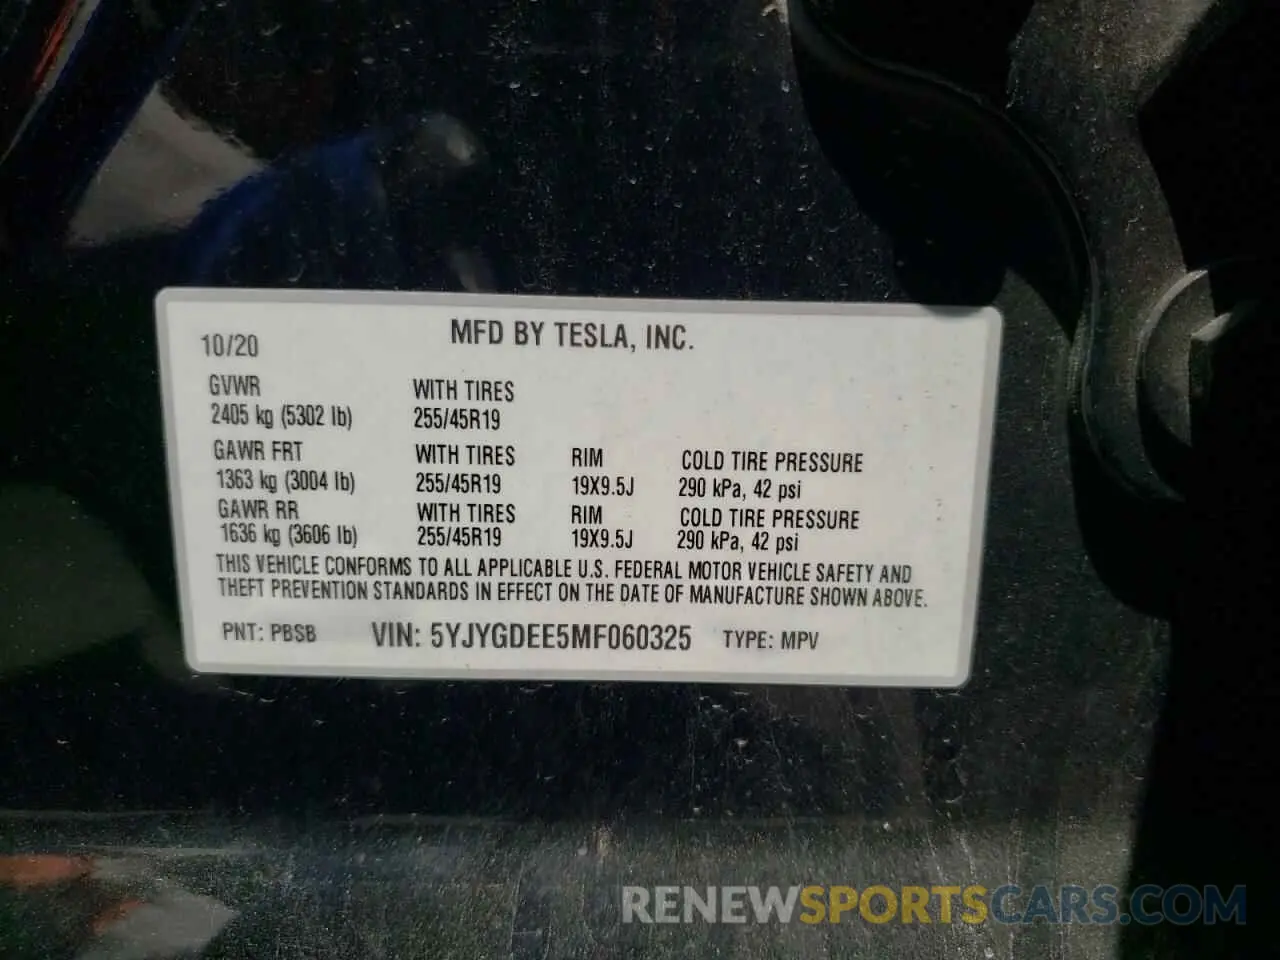 MFD BY TESLA, INC.
10/20
GVWR WITH TIRES
2405 kg (5302 lb) 255/45R19
GAWR FRT WITH TIRES RIM COLD TIRE PRESSURE
1363 kg (3004 lb) 255/45R19 19X9.5J 290 kPa, 42 psi
GAWR RR WITH TIRES RIM COLD TIRE PRESSURE
1636 kg (3606 lb) 255/45R19 19X9.5J 290 kPa, 42 psi
THIS VEHICLE CONFORMS TO ALL APPLICABLE U.S. FEDERAL MOTOR VEHICLE SAFETY AND
THEFT PREVENTION STANDARDS IN EFFECT ON THE DATE OF MANUFACTURE SHOWN ABOVE.
PNT: PBSB VIN: 5YJYGDEE5MF060325 TYPE: MPV
RENEWSPORTSCARS.COM